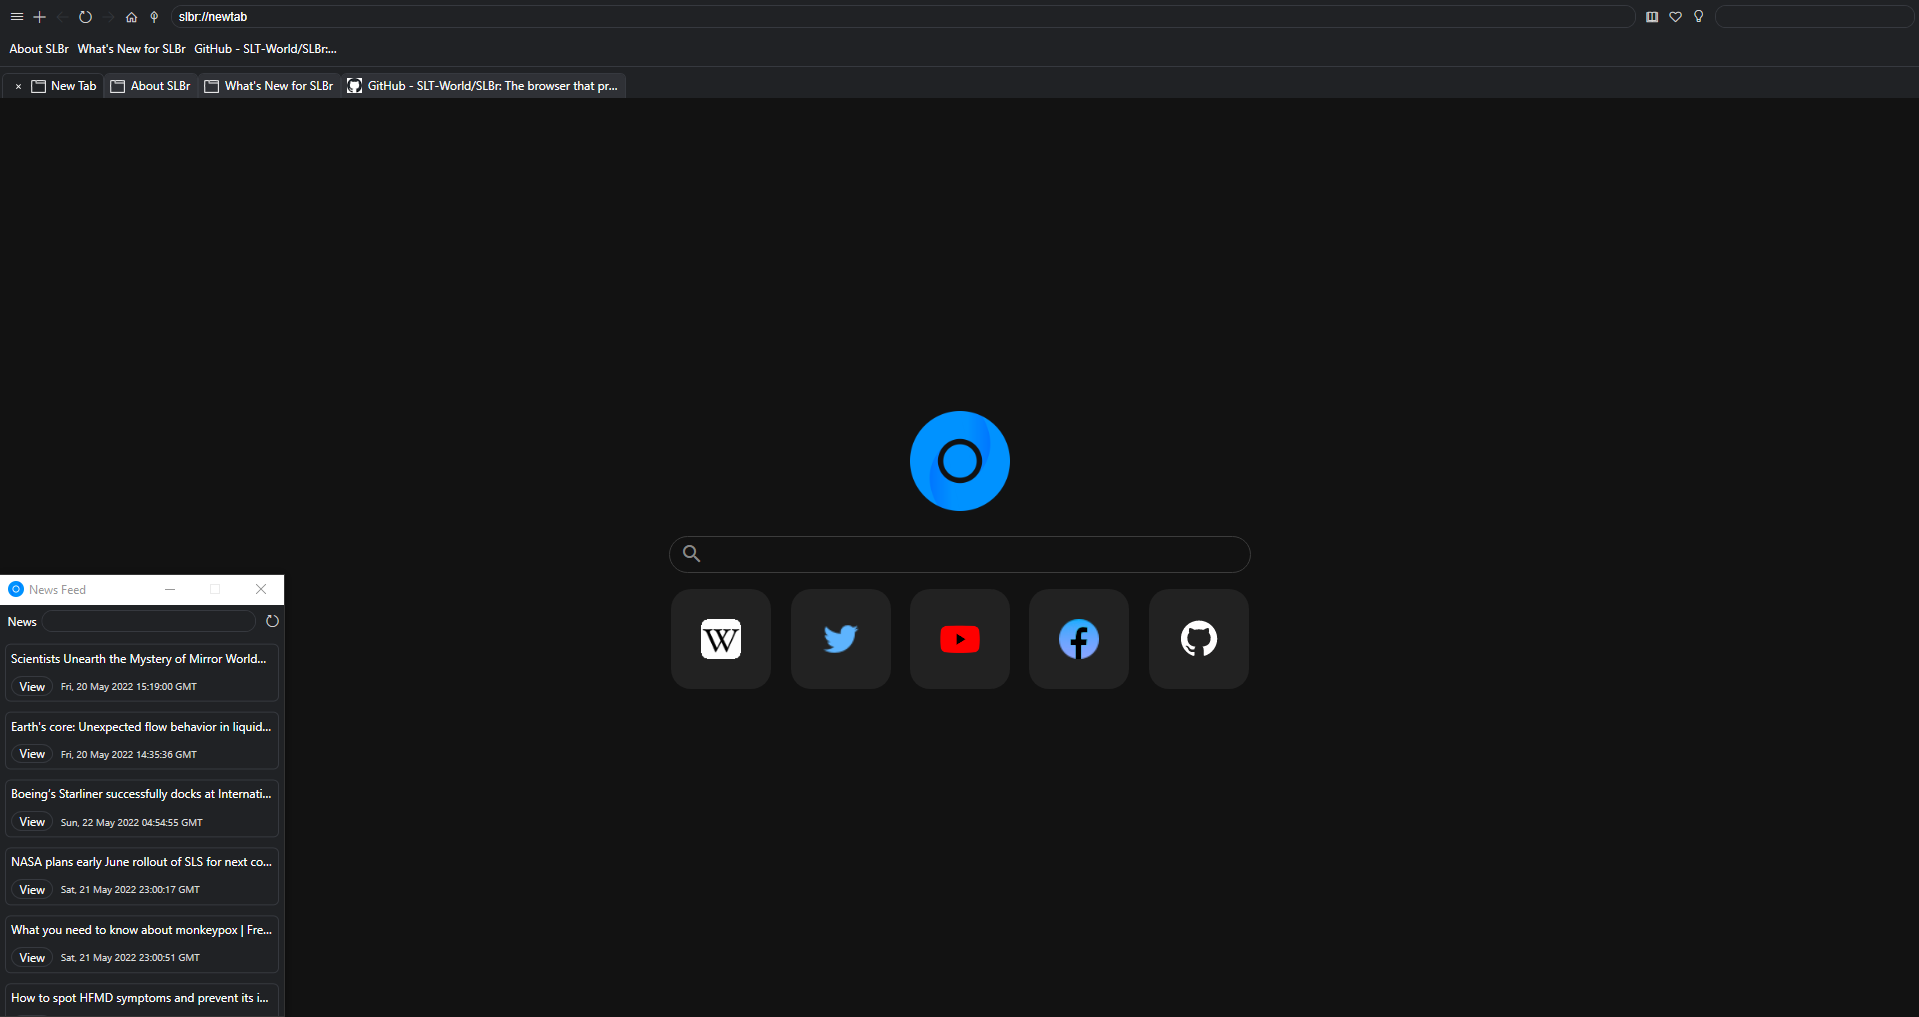 slbr://newtab
About SLBr What's New for SLBr GitHub - SLT-World/SLBr:...
× New Tab About SLBr What's New for SLBr GitHub - SLT-World/SLBr: The browser that pr...
W
News Feed
News
Scientists Unearth the Mystery of Mirror World...
View Fri, 20 May 2022 15:19:00 GMT
Earth's core: Unexpected flow behavior in liquid...
View Fri, 20 May 2022 14:35:36 GMT
Boeing's Starliner successfully docks at Internati...
View Sun, 22 May 2022 04:54:55 GMT
NASA plans early June rollout of SLS for next co...
View Sat, 21 May 2022 23:00:17 GMT
What you need to know about monkeypox | Fre...
View Sat, 21 May 2022 23:00:51 GMT
How to spot HFMD symptoms and prevent its i...